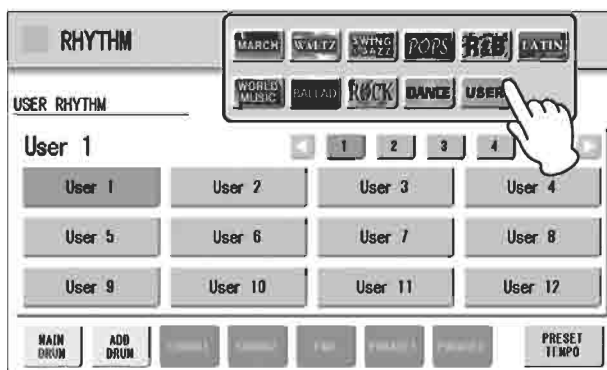 RHYTHM
MARCH WALTZ SWING & JAZZ POPS R&B LATIN
WORLD MUSIC BALLAD ROCK DANCE USER
USER RHYTHM
User 1
1 2 3 4
User 1 User 2 User 3 User 4
User 5 User 6 User 7 User 8
User 9 User 10 User 11 User 12
MAIN DRUM ADD DRUM PRESET TEMPO